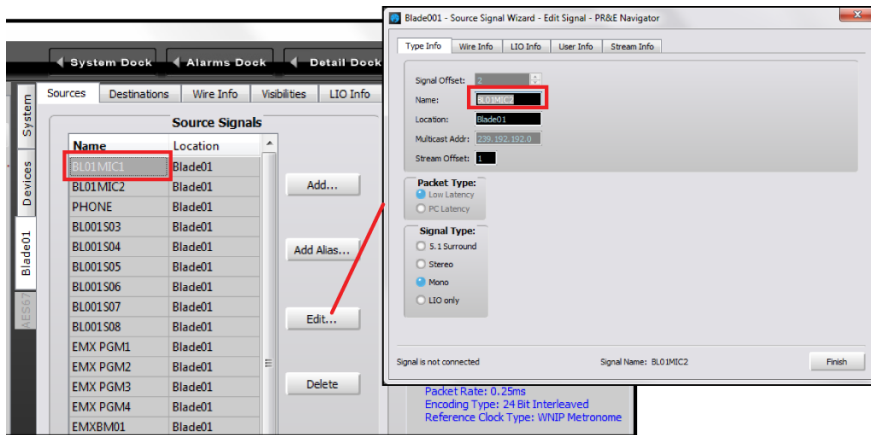 System Dock
Alarms Dock
Detail Dock
System
Devices
Blade01
AES67
Sources
Destinations
Wire Info
Visibilities
LIO Info
Source Signals
Name Location
BL01MIC1 Blade01
BL01MIC2 Blade01
PHONE Blade01
BL001S03 Blade01
BL001S04 Blade01
BL001S05 Blade01
BL001S06 Blade01
BL001S07 Blade01
BL001S08 Blade01
EMX PGM1 Blade01
EMX PGM2 Blade01
EMX PGM3 Blade01
EMX PGM4 Blade01
EMXBM01 Blade01
Add...
Add Alias...
Edit...
Delete
Blade001 - Source Signal Wizard - Edit Signal - PR&E Navigator
Type Info
Wire Info
LIO Info
User Info
Stream Info
Signal Offset: 2
Name: BL01MIC2
Location: Blade01
Multicast Addr: 239.192.192.0
Stream Offset: 1
Packet Type:
Low Latency
PC Latency
Signal Type:
5.1 Surround
Stereo
Mono
LIO only
Signal is not connected
Signal Name: BL01MIC2
Finish
Packet Rate: 0.25ms
Encoding Type: 24 Bit Interleaved
Reference Clock Type: WNIP Metronome